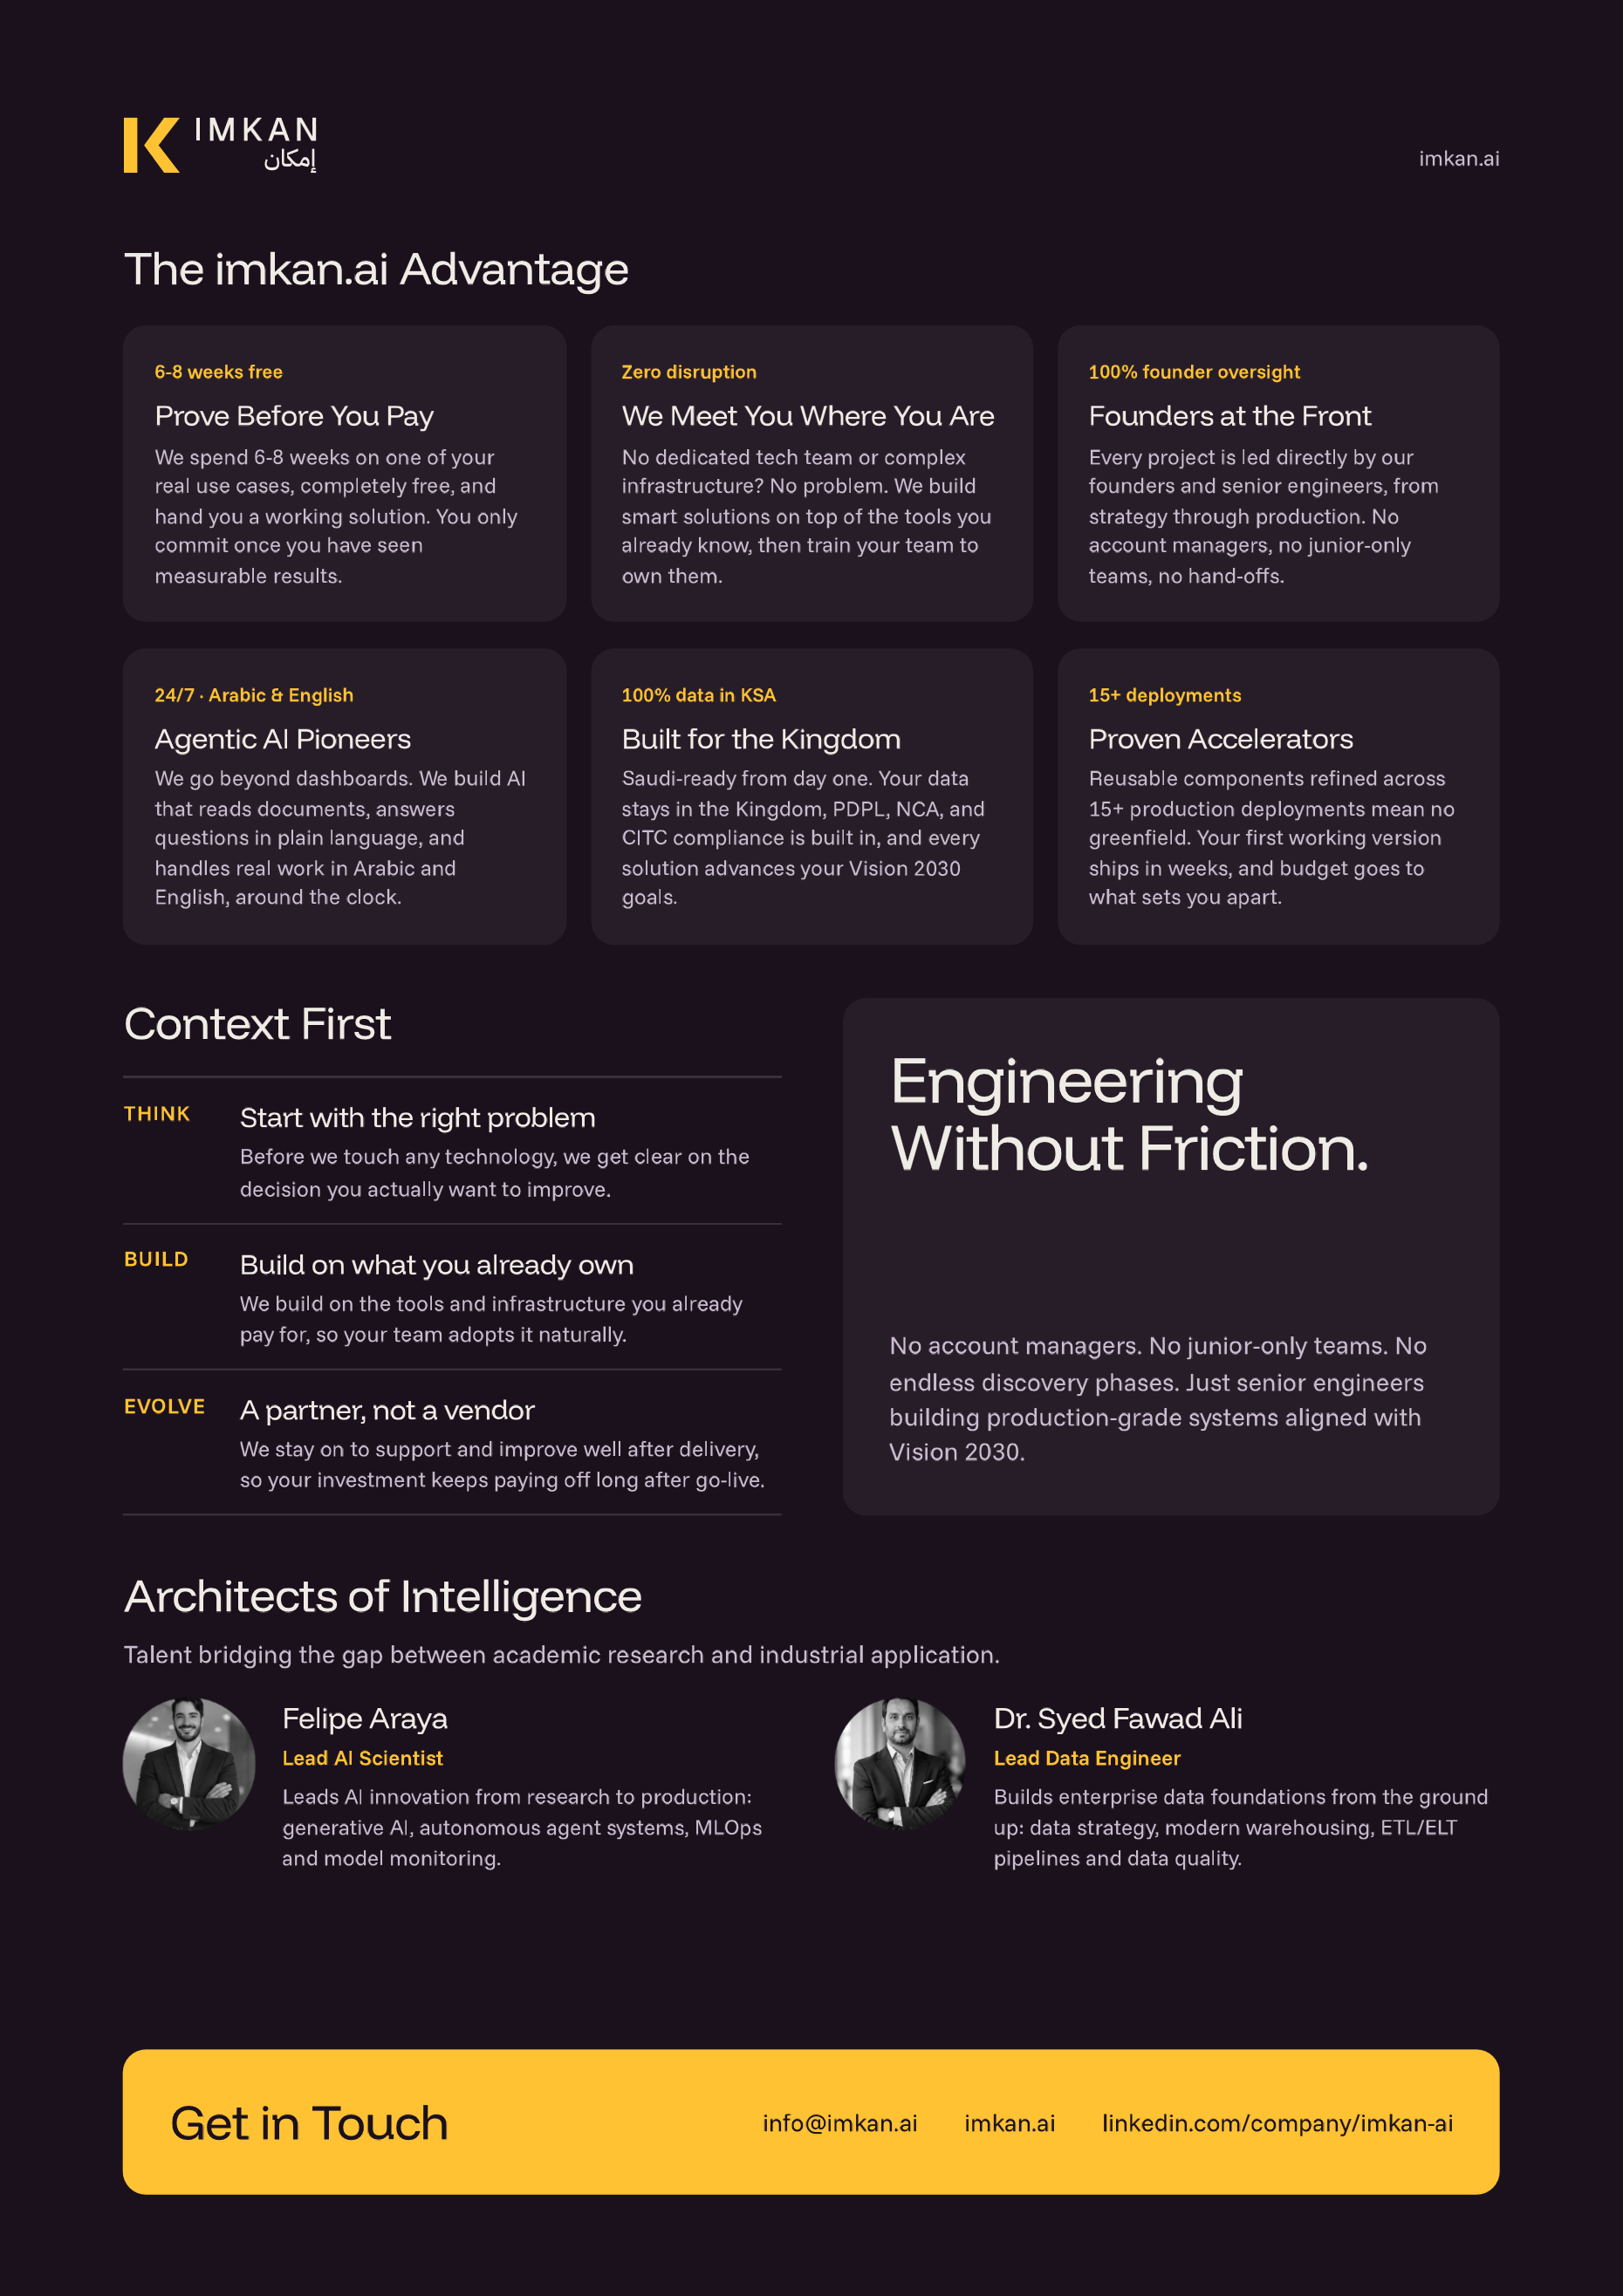 IMKAN
إمكان
imkan.ai
The imkan.ai Advantage
6-8 weeks free
Prove Before You Pay
We spend 6-8 weeks on one of your
real use cases, completely free, and
hand you a working solution. You only
commit once you have seen
measurable results.
Zero disruption
We Meet You Where You Are
No dedicated tech team or complex
infrastructure? No problem. We build
smart solutions on top of the tools you
already know, then train your team to
own them.
100% founder oversight
Founders at the Front
Every project is led directly by our
founders and senior engineers, from
strategy through production. No
account managers, no junior-only
teams, no hand-offs.
24/7 · Arabic & English
Agentic AI Pioneers
We go beyond dashboards. We build AI
that reads documents, answers
questions in plain language, and
handles real work in Arabic and
English, around the clock.
100% data in KSA
Built for the Kingdom
Saudi-ready from day one. Your data
stays in the Kingdom, PDPL, NCA, and
CITC compliance is built in, and every
solution advances your Vision 2030
goals.
15+ deployments
Proven Accelerators
Reusable components refined across
15+ production deployments mean no
greenfield. Your first working version
ships in weeks, and budget goes to
what sets you apart.
Context First
THINK
Start with the right problem
Before we touch any technology, we get clear on the
decision you actually want to improve.
BUILD
Build on what you already own
We build on the tools and infrastructure you already
pay for, so your team adopts it naturally.
EVOLVE
A partner, not a vendor
We stay on to support and improve well after delivery,
so your investment keeps paying off long after go-live.
Engineering
Without Friction.
No account managers. No junior-only teams. No
endless discovery phases. Just senior engineers
building production-grade systems aligned with
Vision 2030.
Architects of Intelligence
Talent bridging the gap between academic research and industrial application.
Felipe Araya
Lead AI Scientist
Leads AI innovation from research to production:
generative AI, autonomous agent systems, MLOps
and model monitoring.
Dr. Syed Fawad Ali
Lead Data Engineer
Builds enterprise data foundations from the ground
up: data strategy, modern warehousing, ETL/ELT
pipelines and data quality.
Get in Touch
info@imkan.ai
imkan.ai
linkedin.com/company/imkan-ai